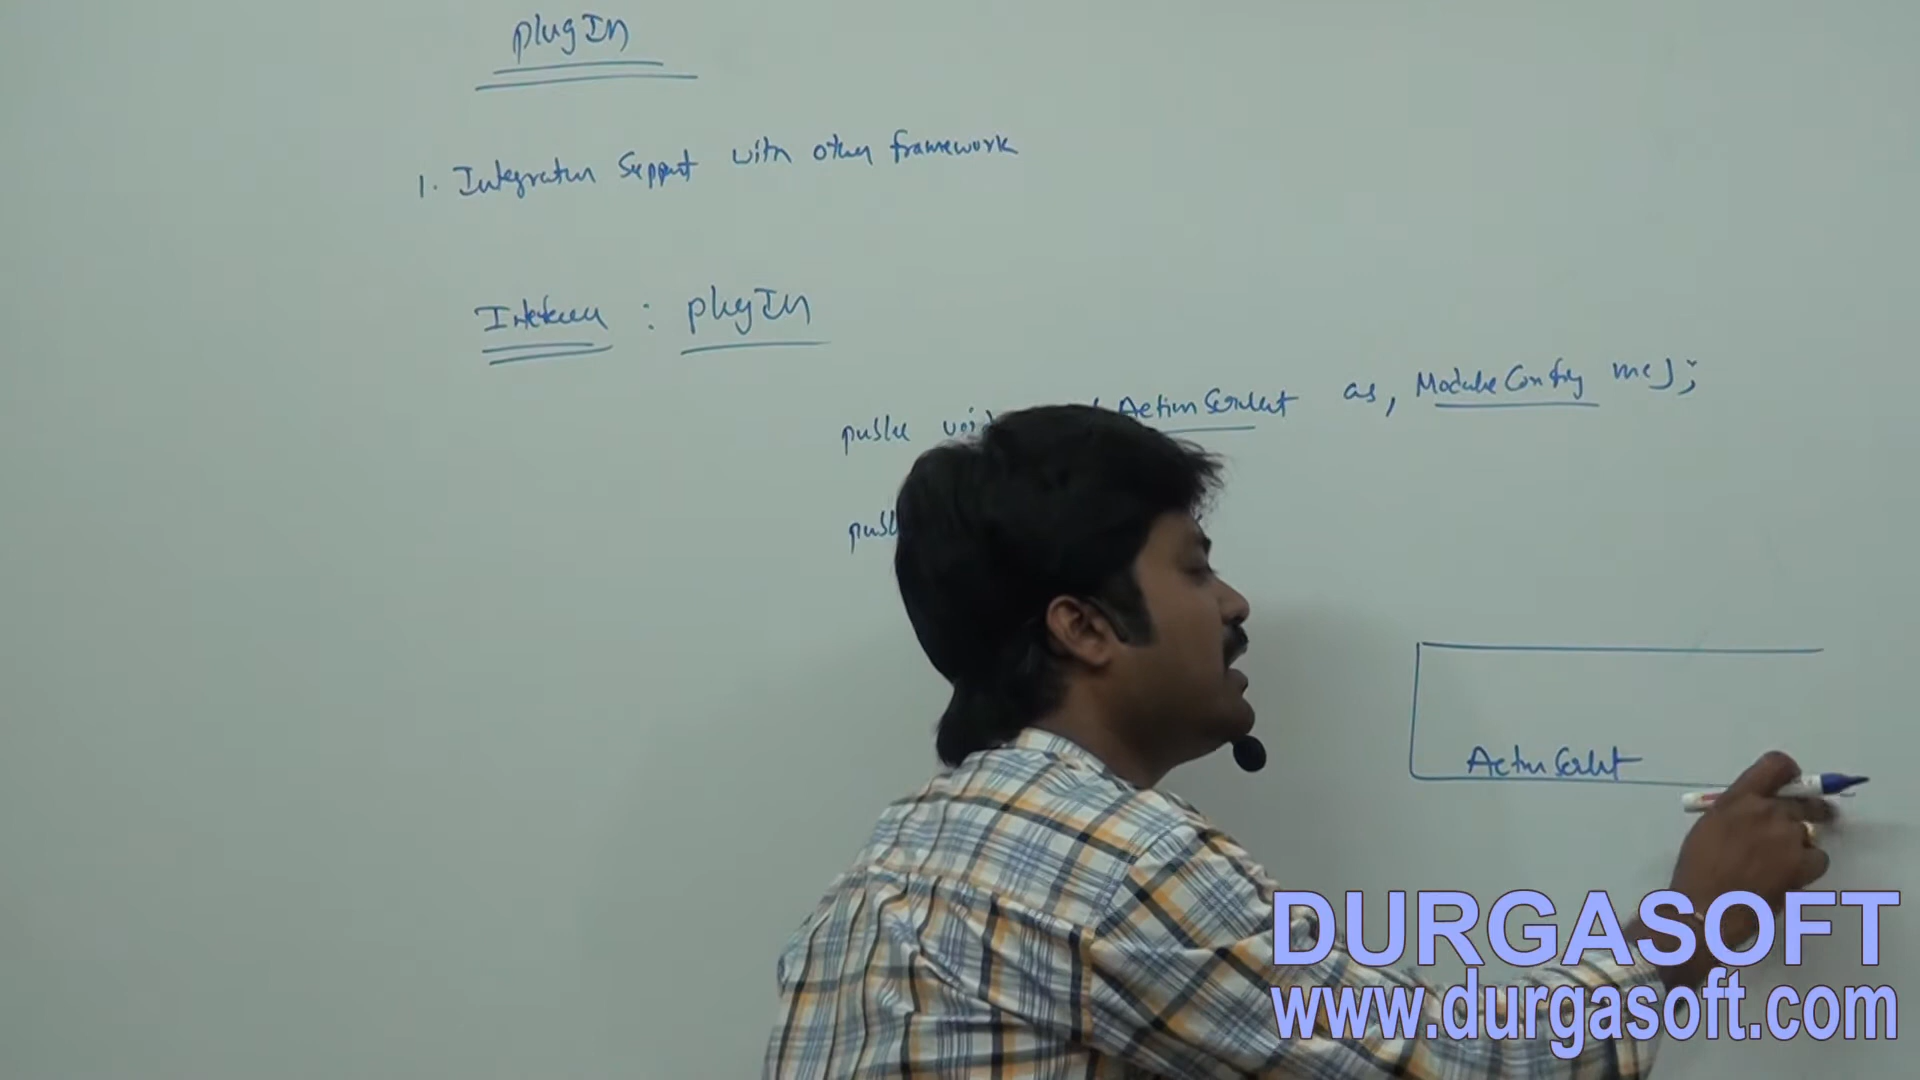 plugIn
1. Integration Support with other framework
Interface : plugIn
public void ActionServlet as, ModuleConfig mc);
publ
ActionServlet
DURGASOFT
www.durgasoft.com